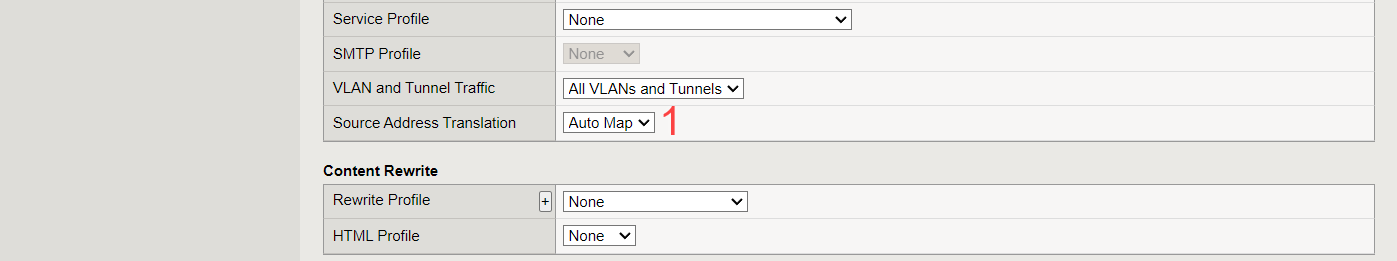 Service Profile None
SMTP Profile None
VLAN and Tunnel Traffic All VLANs and Tunnels
Source Address Translation Auto Map 1
Content Rewrite
Rewrite Profile + None
HTML Profile None